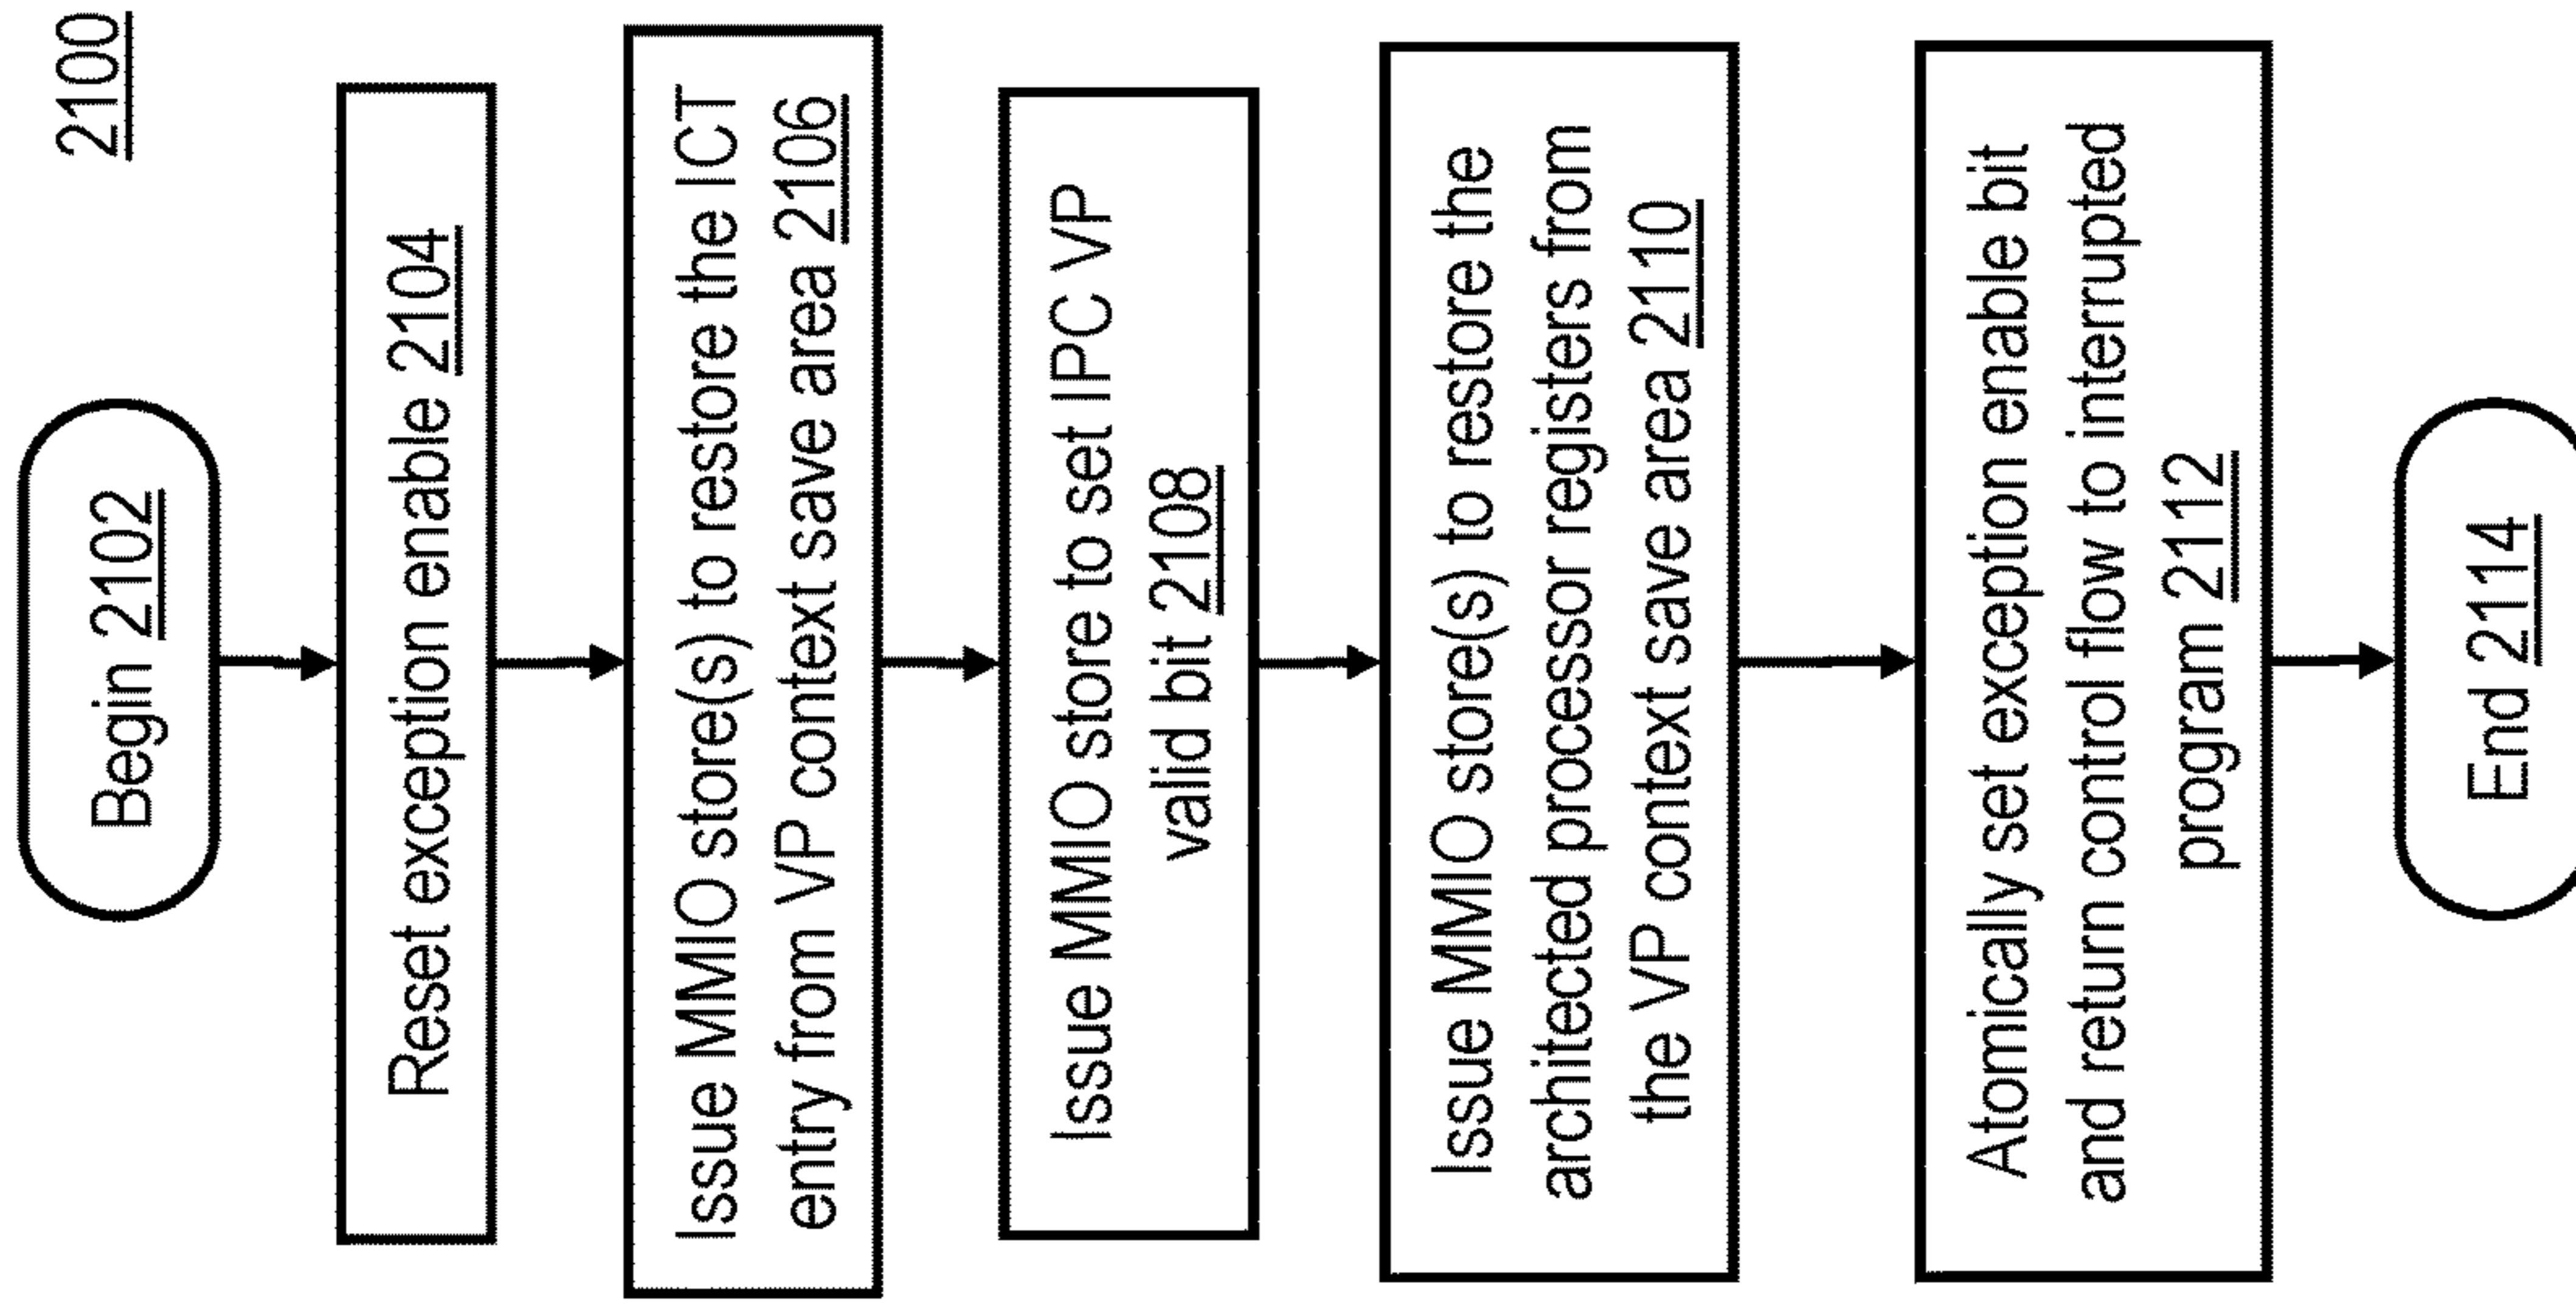 2100
Begin 2102
Reset exception enable 2104
Issue MMIO store(s) to restore the ICT
entry from VP context save area 2106
Issue MMIO store to set IPC VP
valid bit 2108
Issue MMIO store(s) to restore the
architected processor registers from
the VP context save area 2110
Atomically set exception enable bit
and return control flow to interrupted
program 2112
End 2114